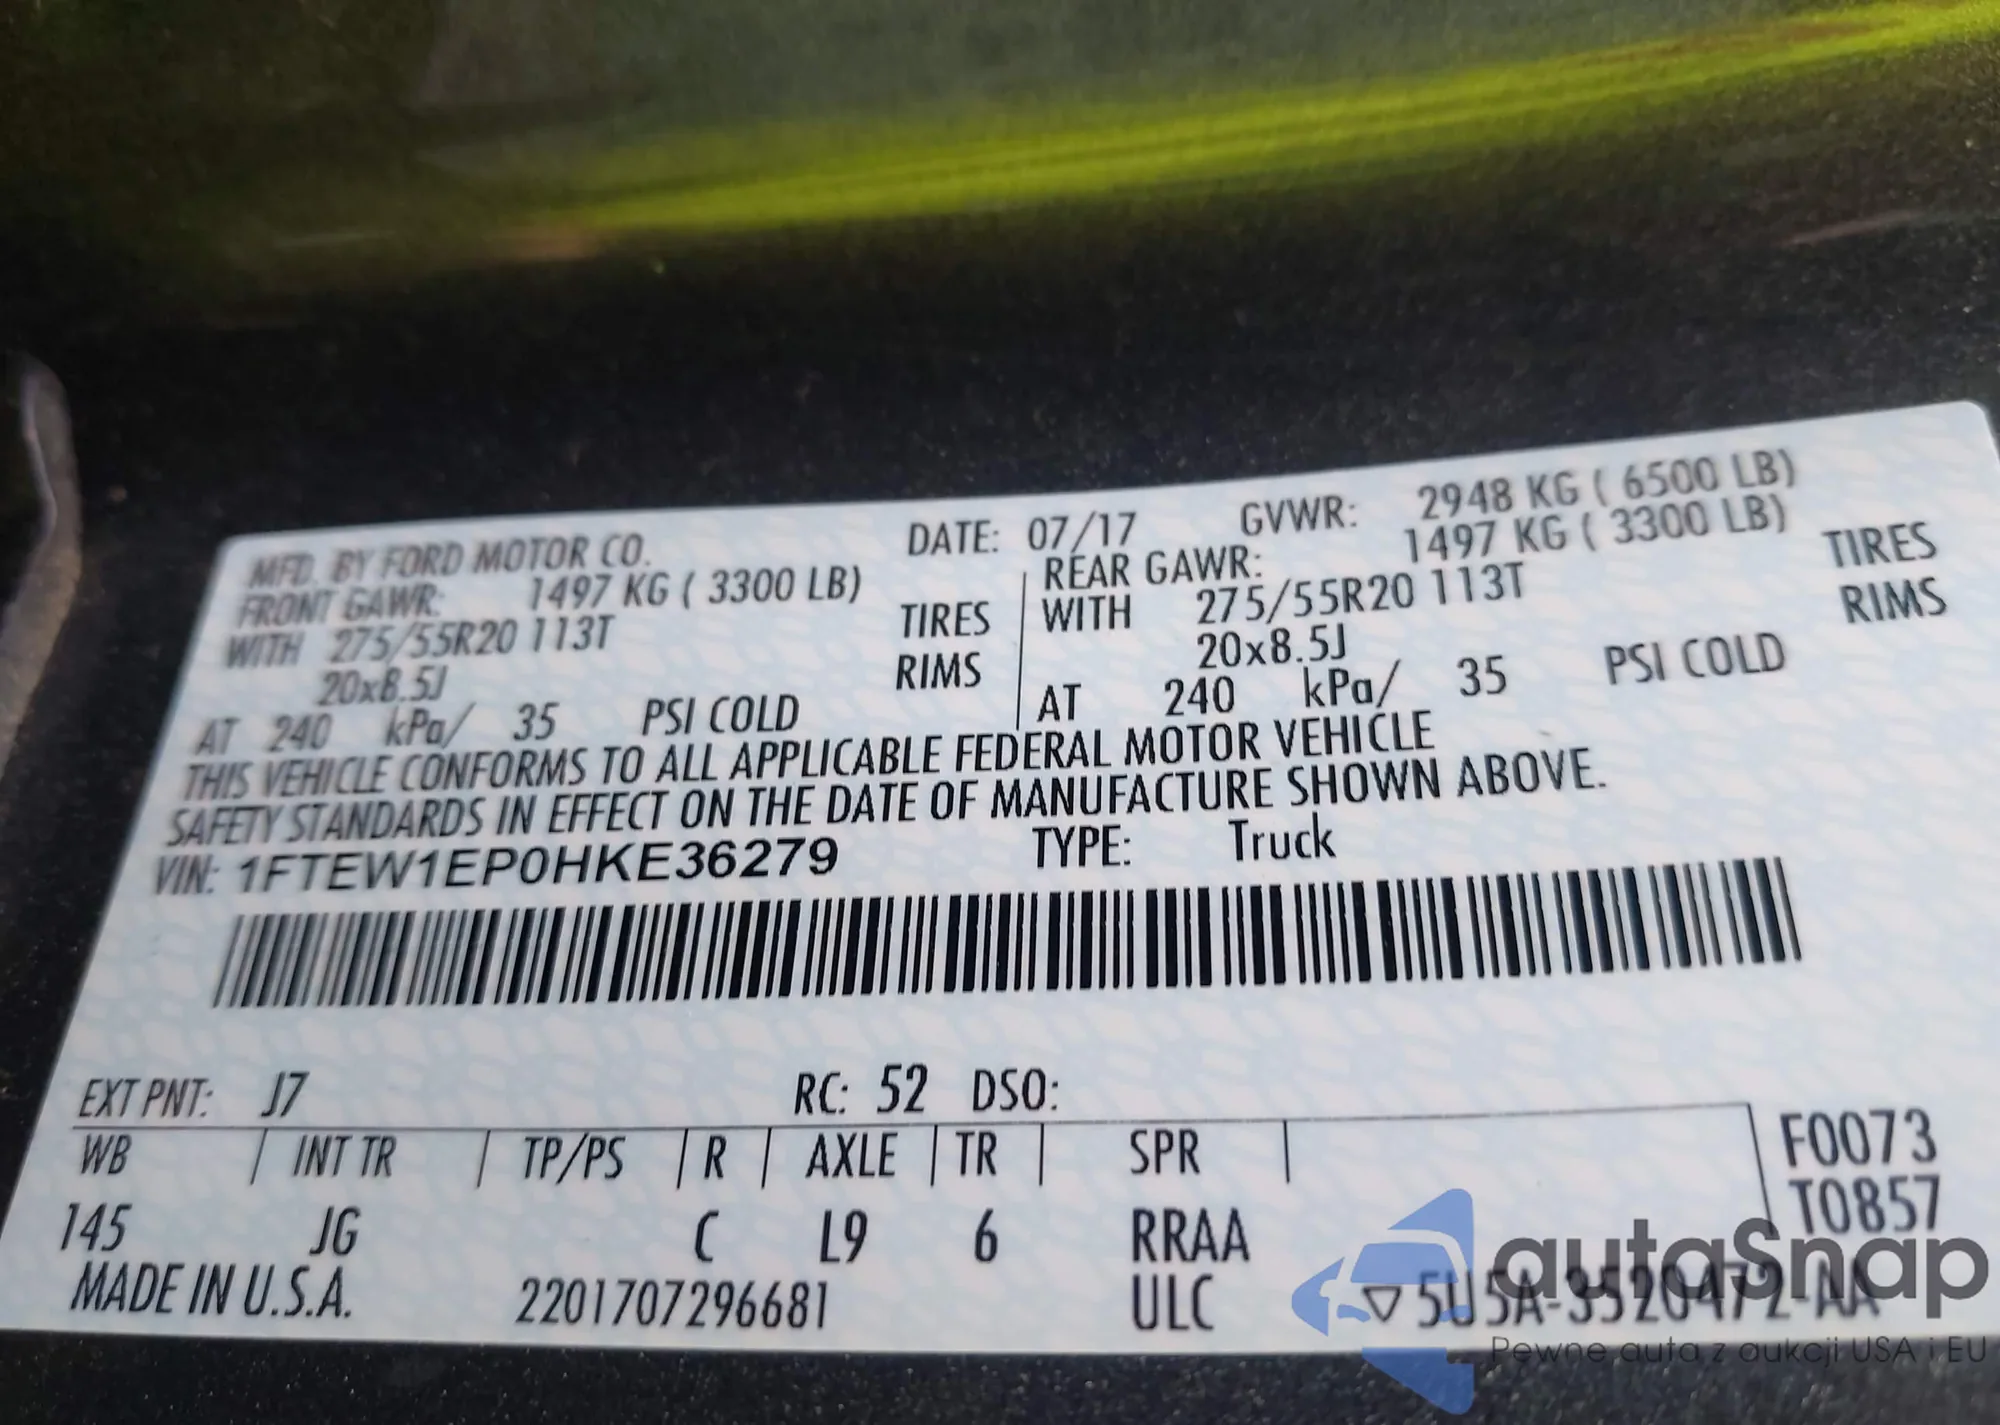 MFD. BY FORD MOTOR CO. DATE: 07/17 GVWR: 2948 KG ( 6500 LB)
FRONT GAWR: 1497 KG ( 3300 LB) REAR GAWR: 1497 KG ( 3300 LB)
WITH 275/55R20 113T TIRES WITH 275/55R20 113T TIRES
20x8.5J RIMS 20x8.5J RIMS
AT 240 kPa/ 35 PSI COLD AT 240 kPa/ 35 PSI COLD
THIS VEHICLE CONFORMS TO ALL APPLICABLE FEDERAL MOTOR VEHICLE
SAFETY STANDARDS IN EFFECT ON THE DATE OF MANUFACTURE SHOWN ABOVE.
VIN: 1FTEW1EP0HKE36279 TYPE: Truck
EXT PNT: J7 RC: 52 DSO:
WB INT TR TP/PS R AXLE TR SPR F0073
145 JG C L9 6 RRAA T0857
MADE IN U.S.A. 2201707296681 ULC 5U5A-3520472-AA
autaSnap
Pewne auta z aukcji USA i EU